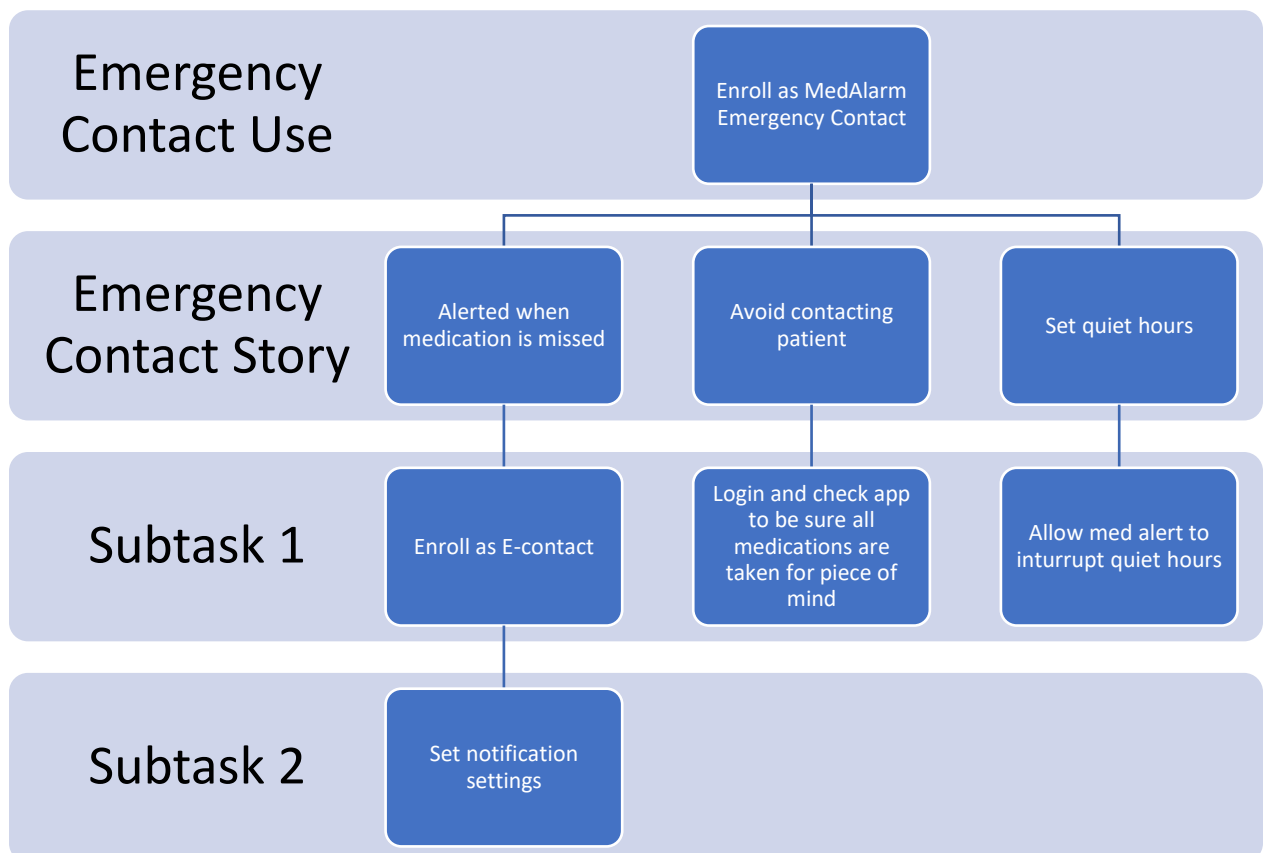 Emergency
Contact Use
Enroll as MedAlarm
Emergency Contact
Emergency
Contact Story
Alerted when
medication is missed
Avoid contacting
patient
Set quiet hours
Subtask 1
Enroll as E-contact
Login and check app
to be sure all
medications are
taken for piece of
mind
Allow med alert to
inturrupt quiet hours
Subtask 2
Set notification
settings